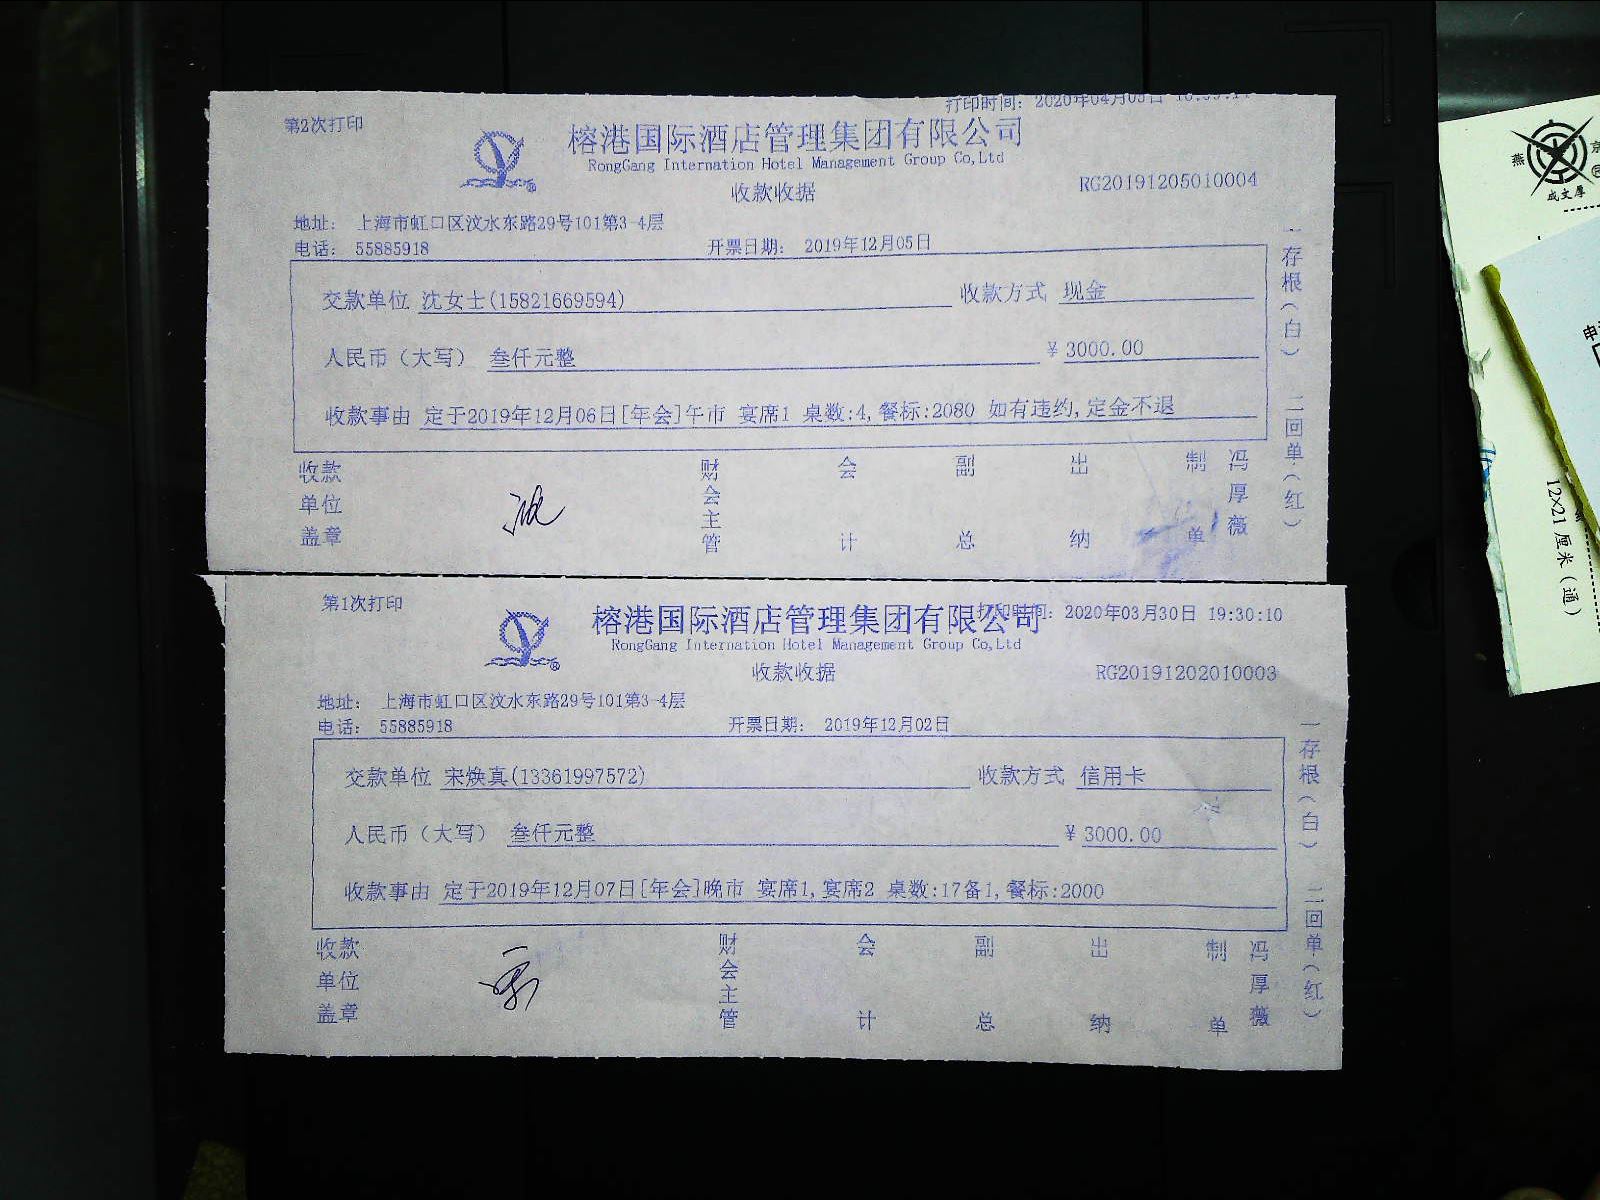 第2次打印
打印时间: 2020年04月03日
榕港国际酒店管理集团有限公司
RongGang Internation Hotel Management Group Co,Ltd
收款收据
RG20191205010004
地址: 上海市虹口区汶水东路29号101第3-4层
电话: 55885918
开票日期: 2019年12月05日
交款单位 沈女士(15821669594)
收款方式 现金
人民币(大写) 叁仟元整
¥ 3000.00
收款事由 定于2019年12月06日[年会]午市 宴席1 桌数:4,餐标:2080 如有违约,定金不退
收款单位盖章
财会主管
会计
副总
出纳
制单
冯厚薇
一存根(白) 二回单(红)
第1次打印
打印时间: 2020年03月30日 19:30:10
榕港国际酒店管理集团有限公司
RongGang Internation Hotel Management Group Co,Ltd
收款收据
RG20191202010003
地址: 上海市虹口区汶水东路29号101第3-4层
电话: 55885918
开票日期: 2019年12月02日
交款单位 宋焕真(13361997572)
收款方式 信用卡
人民币(大写) 叁仟元整
¥ 3000.00
收款事由 定于2019年12月07日[年会]晚市 宴席1,宴席2 桌数:17备1,餐标:2000
收款单位盖章
财会主管
会计
副总
出纳
制单
冯厚薇
一存根(白) 二回单(红)
燕 京
成文厚
12×21厘米(通)